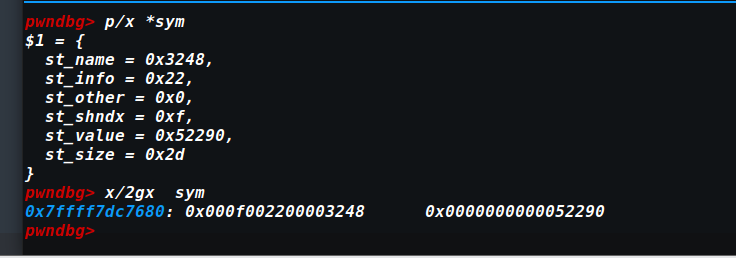 pwndbg> p/x *sym
$1 = {
  st_name = 0x3248,
  st_info = 0x22,
  st_other = 0x0,
  st_shndx = 0xf,
  st_value = 0x52290,
  st_size = 0x2d
}
pwndbg> x/2gx  sym
0x7ffff7dc7680: 0x000f002200003248      0x0000000000052290
pwndbg>